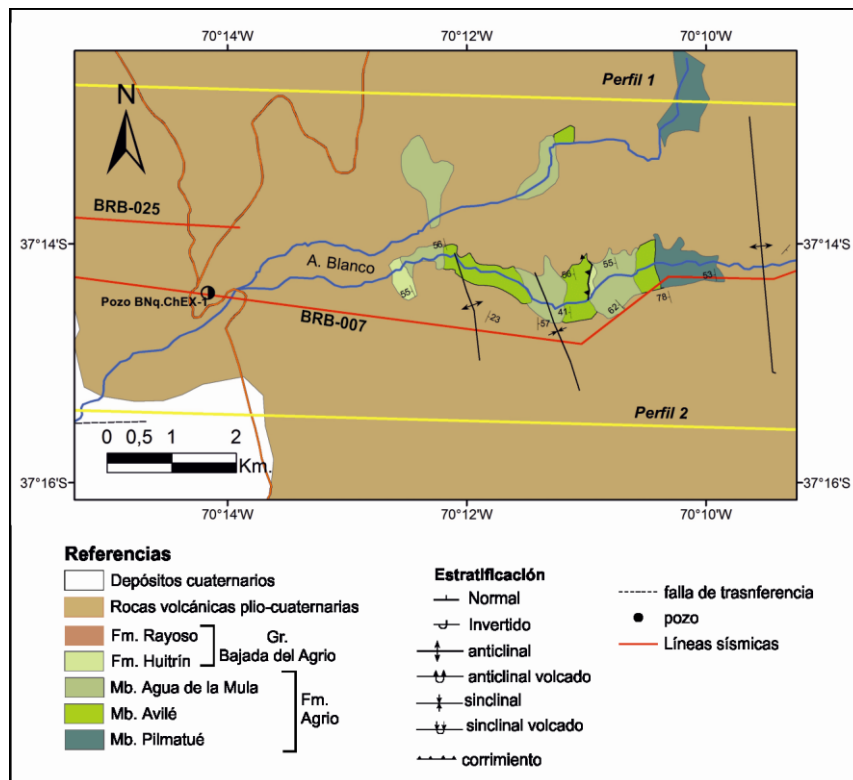 70°14'W 70°12'W 70°10'W
Perfil 1
N
BRB-025
37°14'S 37°14'S
A. Blanco
56
55
56
55
53
Pozo BNq.ChEX-1
BRB-007
23
57
41
62
78
Perfil 2
0 0,5 1 2
Km.
37°16'S 37°16'S
70°14'W 70°12'W 70°10'W
Referencias
Depósitos cuaternarios
Rocas volcánicas plio-cuaternarias
Fm. Rayoso
Fm. Huitrín
Gr.
Bajada del Agrio
Mb. Agua de la Mula
Mb. Avilé
Mb. Pilmatué
Fm.
Agrio
Estratificación
Normal
Invertido
anticlinal
anticlinal volcado
sinclinal
sinclinal volcado
corrimiento
falla de trasnferencia
pozo
Líneas sísmicas